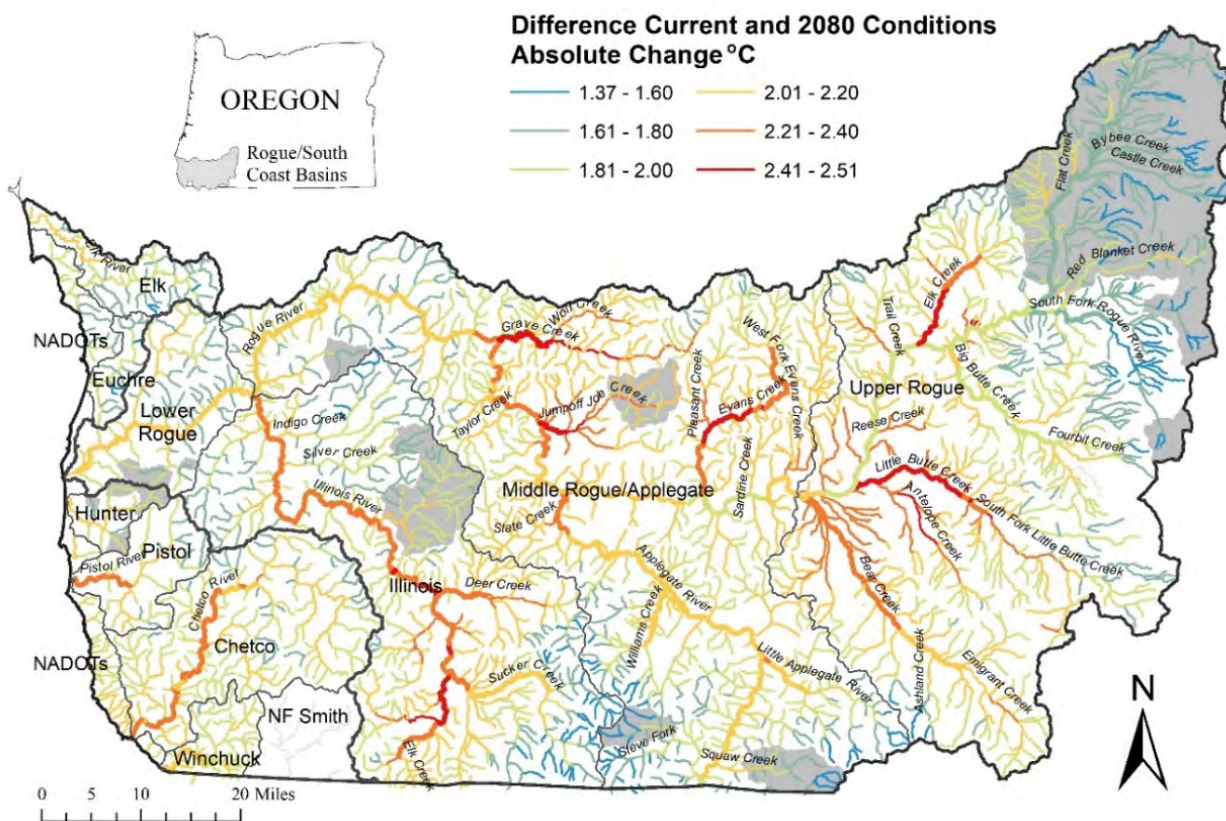 Difference Current and 2080 Conditions
Absolute Change °C
1.37 - 1.60
2.01 - 2.20
1.61 - 1.80
2.21 - 2.40
1.81 - 2.00
2.41 - 2.51
OREGON
Rogue/South
Coast Basins
Bybee Creek
Castle Creek
Flat Creek
Red Blanket Creek
Elk River
Elk
Elk Creek
South Fork Rogue River
Trail Creek
NADOTs
Rogue River
Wolf Creek
Grave Creek
West Fork Evans Creek
Big Butte Creek
Euchre
Lower
Rogue
Indigo Creek
Taylor Creek
Jumpoff Joe Creek
Pleasant Creek
Evans Creek
Upper Rogue
Reese Creek
Fourbit Creek
Silver Creek
Little Butte Creek
Illinois River
Middle Rogue/Applegate
Sardine Creek
Antelope Creek
South Fork Little Butte Creek
Hunter
Slate Creek
Pistol
Pistol River
Applegate River
Bear Creek
Chetco River
Illinois
Deer Creek
Chetco
Williams Creek
NADOTs
Sucker Creek
Little Applegate River
Ashland Creek
Emigrant Creek
N
NF Smith
Steve Fork
Winchuck
Elk Creek
Squaw Creek
0 5 10 20 Miles